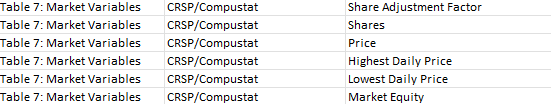 Table 7: Market Variables CRSP/Compustat Share Adjustment Factor
Table 7: Market Variables CRSP/Compustat Shares
Table 7: Market Variables CRSP/Compustat Price
Table 7: Market Variables CRSP/Compustat Highest Daily Price
Table 7: Market Variables CRSP/Compustat Lowest Daily Price
Table 7: Market Variables CRSP/Compustat Market Equity